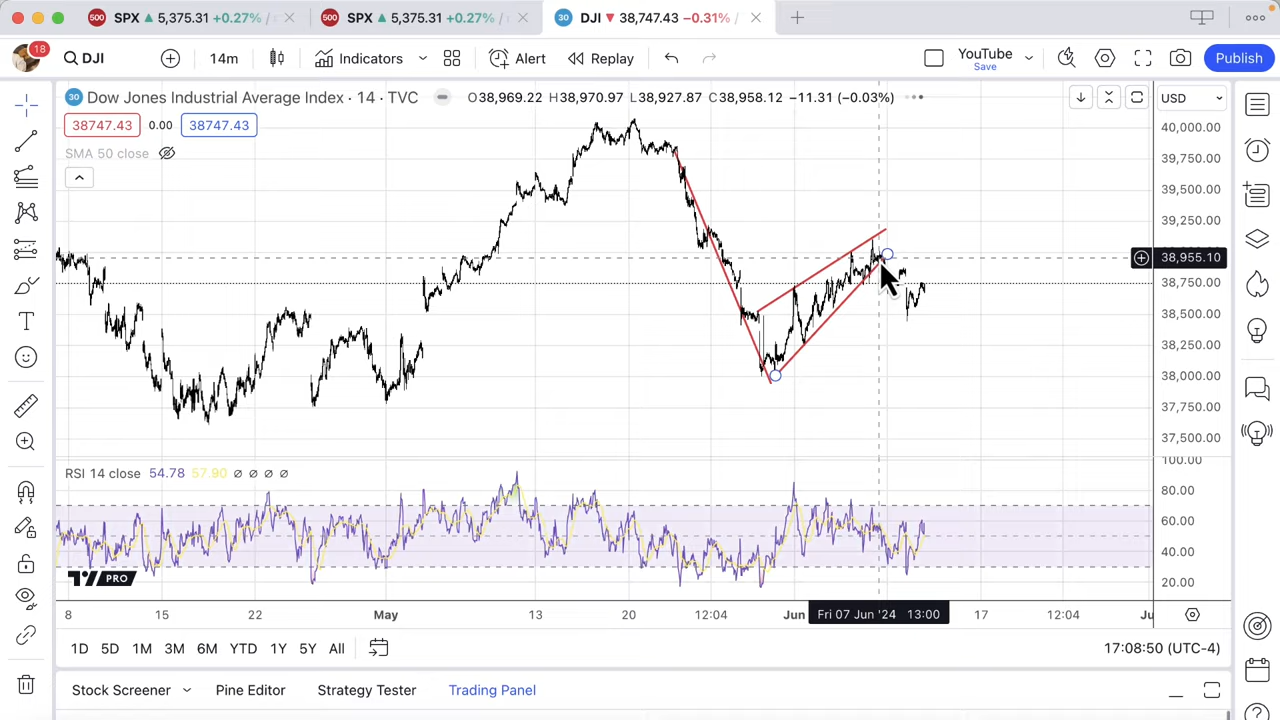 500 SPX 5,375.31 +0.27% /
500 SPX 5,375.31 +0.27% /
30 DJI 38,747.43 −0.31% /
18 DJI 14m Indicators Alert Replay YouTube Save Publish
30 Dow Jones Industrial Average Index · 14 · TVC O38,969.22 H38,970.97 L38,927.87 C38,958.12 −11.31 (−0.03%)
USD
38747.43 0.00 38747.43
SMA 50 close
40,000.00
39,750.00
39,500.00
39,250.00
38,955.10
38,750.00
38,500.00
38,250.00
38,000.00
37,750.00
37,500.00
RSI 14 close 54.78 57.90 ∅ ∅ ∅ ∅
100.00
80.00
60.00
40.00
20.00
PRO
8 15 22 May 13 20 12:04 Jun Fri 07 Jun '24 13:00 17 12:04 Ju
1D 5D 1M 3M 6M YTD 1Y 5Y All 17:08:50 (UTC-4)
Stock Screener Pine Editor Strategy Tester Trading Panel